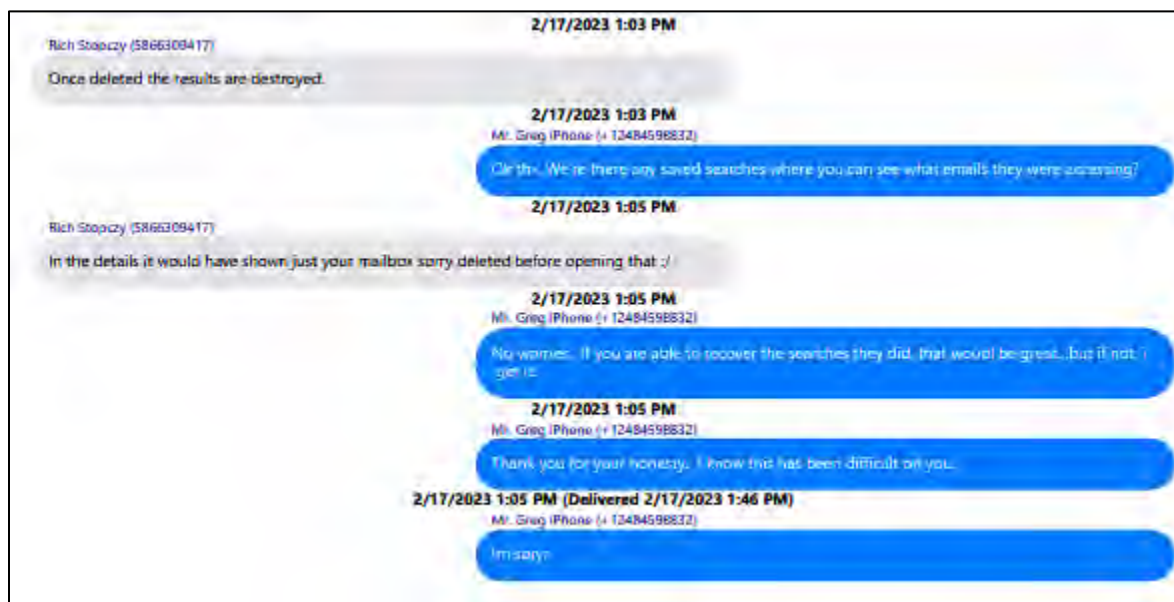 2/17/2023 1:03 PM
Rich Stopczy (5866309417)
Once deleted the results are destroyed.
2/17/2023 1:03 PM
Mr. Greg iPhone (+12484598832)
Ok thx. We're there any saved searches where you can see what emails they were accessing?
2/17/2023 1:05 PM
Rich Stopczy (5866309417)
In the details it would have shown just your mailbox sorry deleted before opening that :/
2/17/2023 1:05 PM
Mr. Greg iPhone (+12484598832)
No worries. If you are able to recover the searches they did, that would be great...but if not, i
get it.
2/17/2023 1:05 PM
Mr. Greg iPhone (+12484598832)
Thank you for your honesty. I know this has been difficult on you.
2/17/2023 1:05 PM (Delivered 2/17/2023 1:46 PM)
Mr. Greg iPhone (+12484598832)
Im